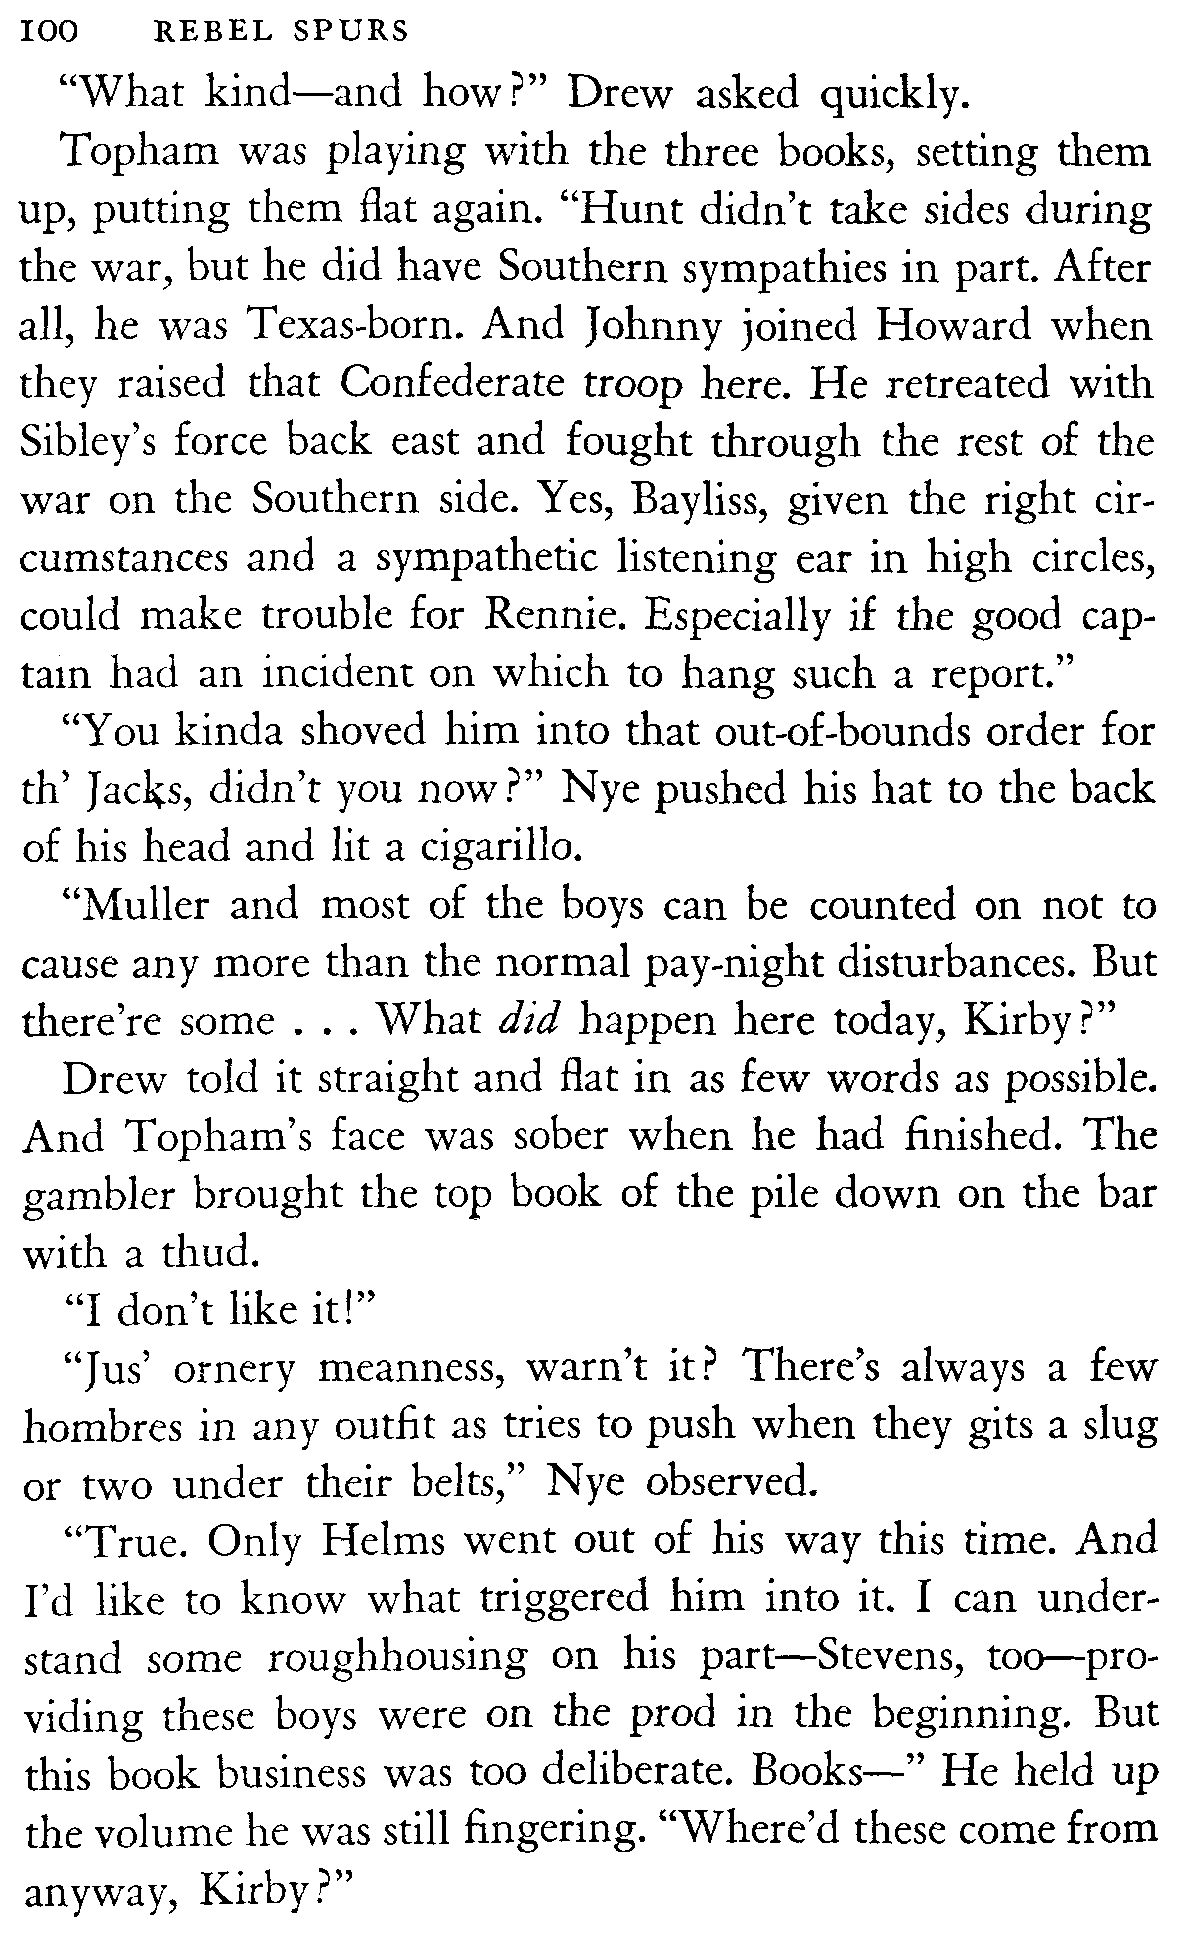 100 REBEL SPURS
“What kind—and how?” Drew asked quickly.
Topham was playing with the three books, setting them
up, putting them flat again. “Hunt didn’t take sides during
the war, but he did have Southern sympathies in part. After
all, he was Texas-born. And Johnny joined Howard when
they raised that Confederate troop here. He retreated with
Sibley’s force back east and fought through the rest of the
war on the Southern side. Yes, Bayliss, given the right cir-
cumstances and a sympathetic listening ear in high circles,
could make trouble for Rennie. Especially if the good cap-
tain had an incident on which to hang such a report.”
“You kinda shoved him into that out-of-bounds order for
th’ Jacks, didn’t you now?” Nye pushed his hat to the back
of his head and lit a cigarillo.
“Muller and most of the boys can be counted on not to
cause any more than the normal pay-night disturbances. But
there’re some . . . What did happen here today, Kirby?”
Drew told it straight and flat in as few words as possible.
And Topham’s face was sober when he had finished. The
gambler brought the top book of the pile down on the bar
with a thud.
“I don’t like it!”
“Jus’ ornery meanness, warn’t it? There’s always a few
hombres in any outfit as tries to push when they gits a slug
or two under their belts,” Nye observed.
“True. Only Helms went out of his way this time. And
I’d like to know what triggered him into it. I can under-
stand some roughhousing on his part—Stevens, too—pro-
viding these boys were on the prod in the beginning. But
this book business was too deliberate. Books—” He held up
the volume he was still fingering. “Where’d these come from
anyway, Kirby?”